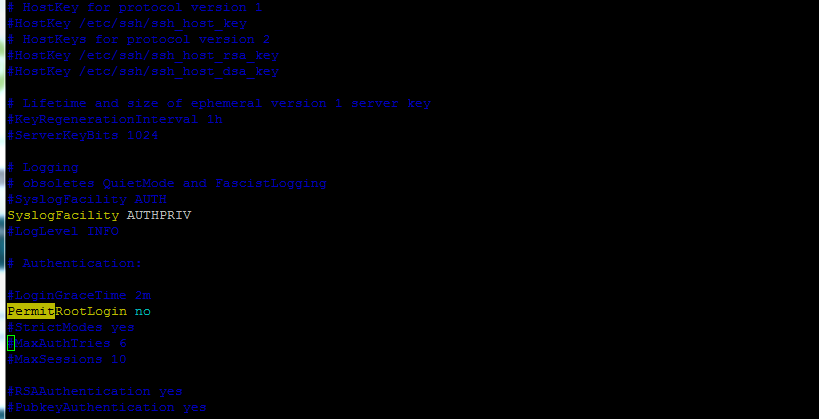 # HostKey for protocol version 1
#HostKey /etc/ssh/ssh_host_key
# HostKeys for protocol version 2
#HostKey /etc/ssh/ssh_host_rsa_key
#HostKey /etc/ssh/ssh_host_dsa_key
# Lifetime and size of ephemeral version 1 server key
#KeyRegenerationInterval 1h
#ServerKeyBits 1024
# Logging
# obsoletes QuietMode and FascistLogging
#SyslogFacility AUTH
SyslogFacility AUTHPRIV
#LogLevel INFO
# Authentication:
#LoginGraceTime 2m
PermitRootLogin no
#StrictModes yes
#MaxAuthTries 6
#MaxSessions 10
#RSAAuthentication yes
#PubkeyAuthentication yes